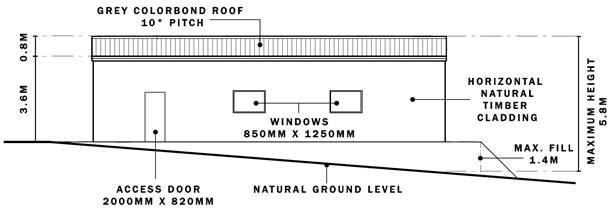 GREY COLORBOND ROOF
10° PITCH
0.8M
3.6M
HORIZONTAL
NATURAL
TIMBER
CLADDING
MAXIMUM HEIGHT
5.8M
WINDOWS
850MM X 1250MM
MAX. FILL
1.4M
ACCESS DOOR
2000MM X 820MM
NATURAL GROUND LEVEL